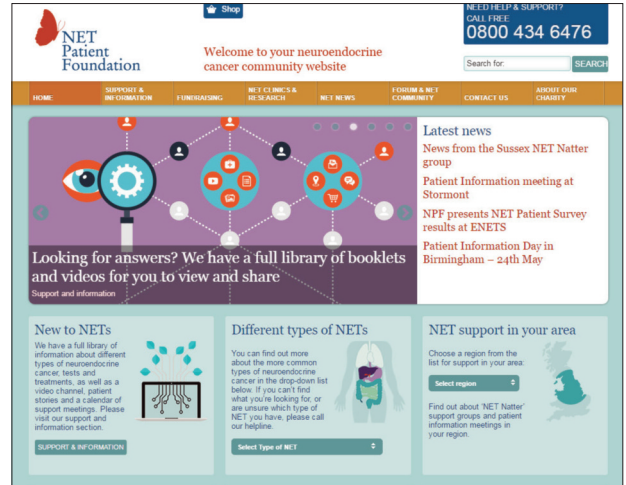 NET
Patient
Foundation
Shop
Welcome to your neuroendocrine
cancer community website
NEED HELP & SUPPORT?
CALL FREE
0800 434 6476
Search for:
SEARCH
HOME
SUPPORT &
INFORMATION
FUNDRAISING
NET CLINICS &
RESEARCH
NET NEWS
FORUM & NET
COMMUNITY
CONTACT US
ABOUT OUR
CHARITY
Looking for answers? We have a full library of booklets
and videos for you to view and share
Support and information
Latest news
News from the Sussex NET Natter
group
Patient Information meeting at
Stormont
NPF presents NET Patient Survey
results at ENETS
Patient Information Day in
Birmingham – 24th May
New to NETs
We have a full library of
information about different
types of neuroendocrine
cancer, tests and
treatments, as well as a
video channel, patient
stories and a calendar of
support meetings. Please
visit our support and
information section.
SUPPORT & INFORMATION
Different types of NETs
You can find out more
about the more common
types of neuroendocrine
cancer in the drop-down list
below. If you can't find
what you're looking for, or
are unsure which type of
NET you have, please call
our helpline.
Select Type of NET
NET support in your area
Choose a region from the
list for support in your area:
Select region
Find out about 'NET Natter'
support groups and patient
information meetings in
your region.